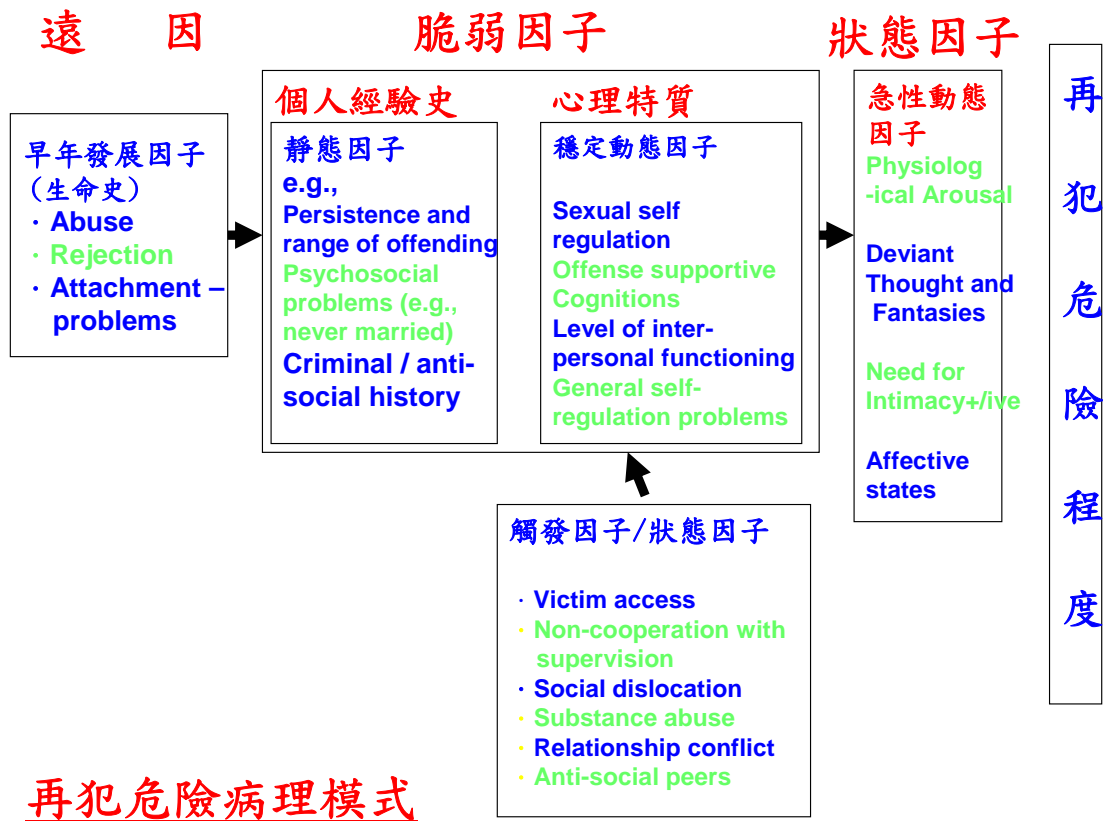 遠 因
脆弱因子
狀態因子
早年發展因子
(生命史)
· Abuse
· Rejection
· Attachment –
problems
個人經驗史
靜態因子
e.g.,
Persistence and
range of offending
Psychosocial
problems (e.g.,
never married)
Criminal / anti-
social history
心理特質
穩定動態因子
Sexual self
regulation
Offense supportive
Cognitions
Level of inter-
personal functioning
General self-
regulation problems
急性動態
因子
Physiolog
-ical Arousal
Deviant
Thought and
Fantasies
Need for
Intimacy+/ive
Affective
states
再
犯
危
險
程
度
觸發因子/狀態因子
· Victim access
· Non-cooperation with
supervision
· Social dislocation
· Substance abuse
· Relationship conflict
· Anti-social peers
再犯危險病理模式